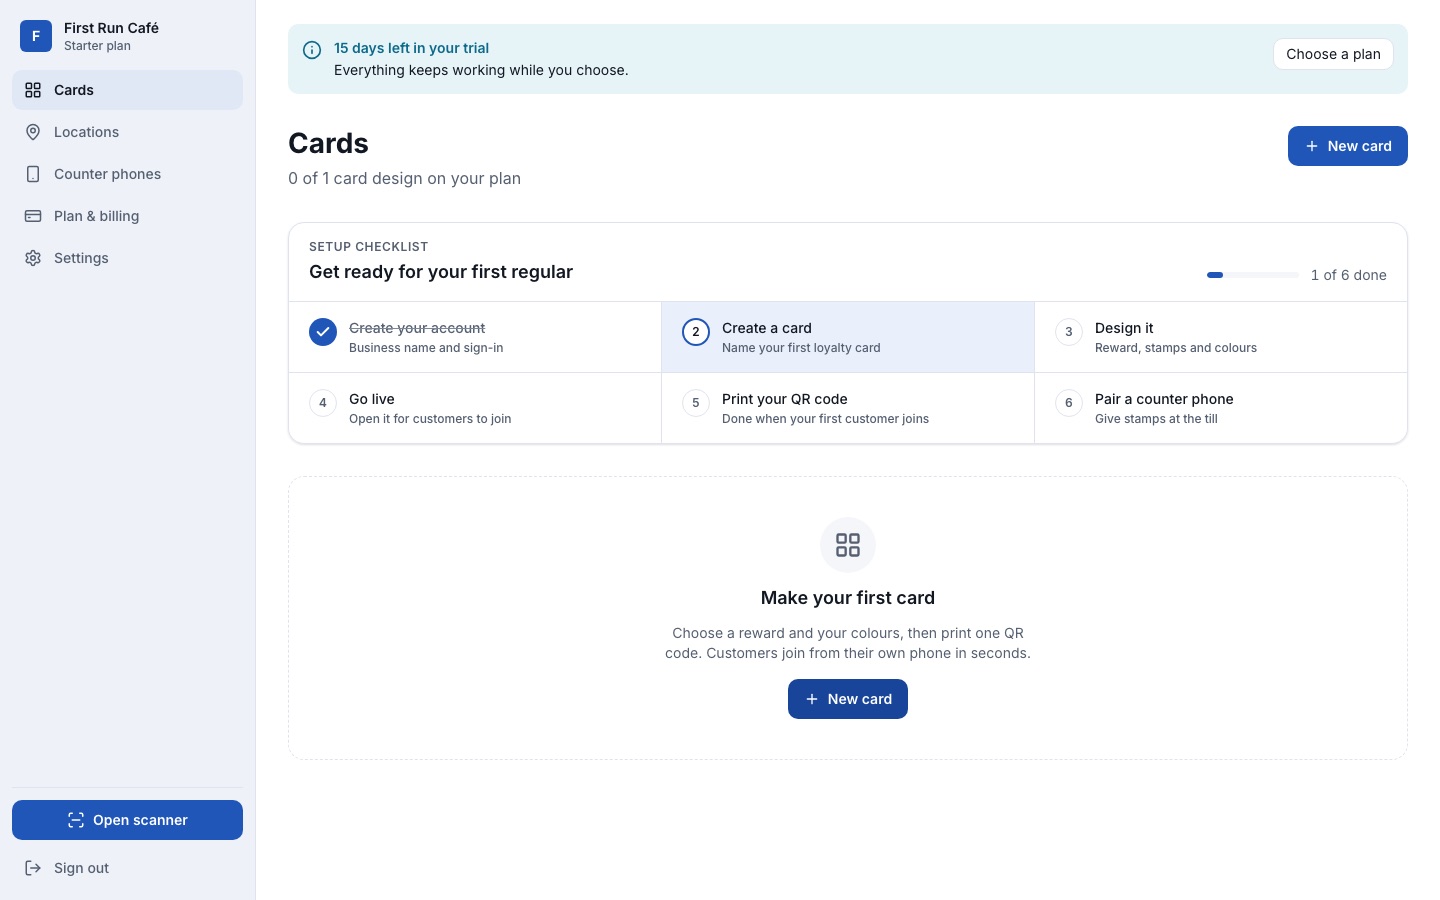 F
First Run Café
Starter plan
Cards
Locations
Counter phones
Plan & billing
Settings
Open scanner
Sign out
15 days left in your trial
Everything keeps working while you choose.
Choose a plan
Cards
0 of 1 card design on your plan
New card
SETUP CHECKLIST
Get ready for your first regular
1 of 6 done
Create your account
Business name and sign-in
2
Create a card
Name your first loyalty card
3
Design it
Reward, stamps and colours
4
Go live
Open it for customers to join
5
Print your QR code
Done when your first customer joins
6
Pair a counter phone
Give stamps at the till
Make your first card
Choose a reward and your colours, then print one QR
code. Customers join from their own phone in seconds.
New card